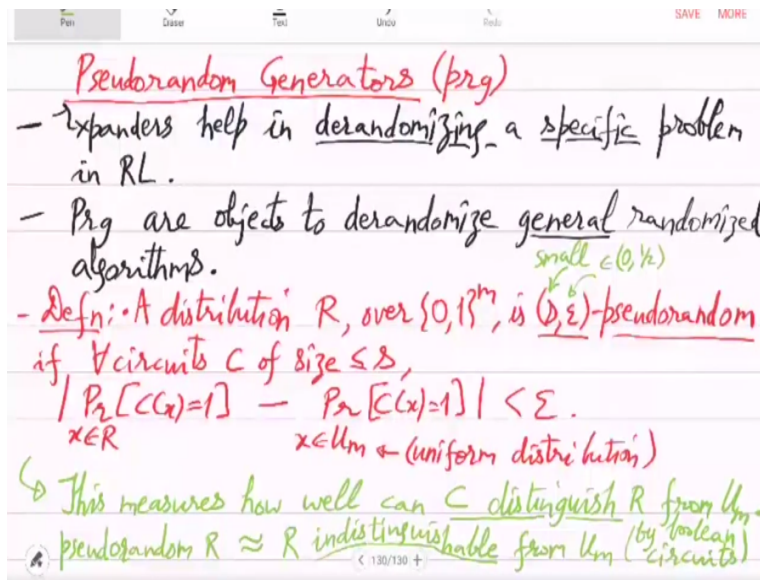 Pen Eraser Text Undo Redo SAVE MORE
Pseudorandom Generators (prg)
- Expanders help in derandomizing a specific problem
in RL.
- Prg are objects to derandomize general randomized
algorithms.
small ∈(0,½)
- Defn: • A distribution R, over {0,1}^m, is (s,ε)-pseudorandom
if ∀circuits C of size ≤ s,
| Pr[C(x)=1] - Pr[C(x)=1] | < ε.
x∈R x∈Um ← (uniform distribution)
↳ This measures how well can C distinguish R from Um.
pseudorandom R ≈ R indistinguishable from Um (by boolean
circuits)
< 130/130 +